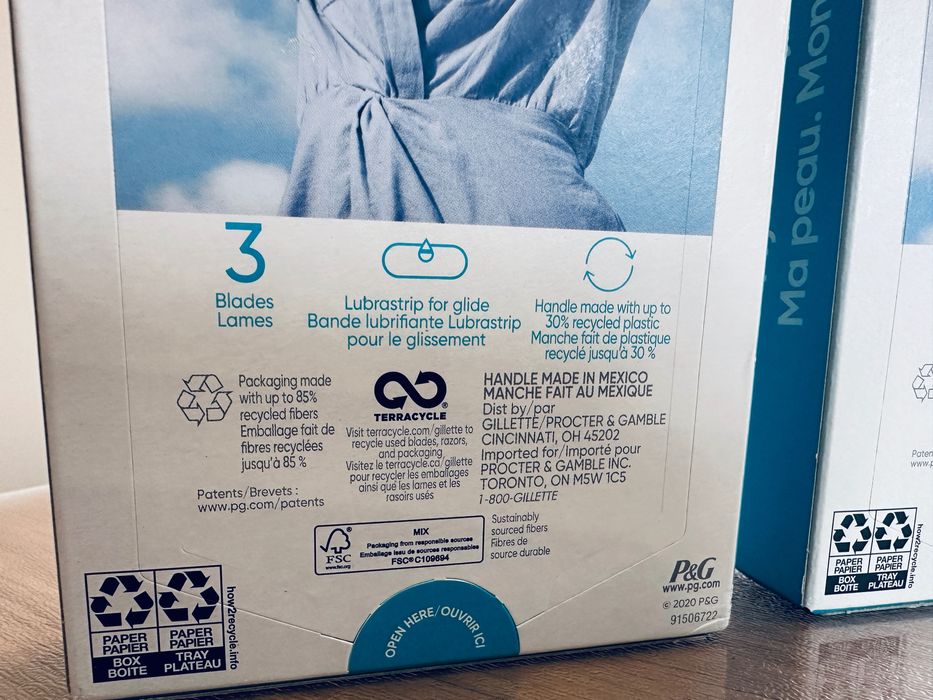 3
Blades
Lames
Lubrastrip for glide
Bande lubrifiante Lubrastrip
pour le glissement
Handle made with up to
30% recycled plastic
Manche fait de plastique
recyclé jusqu'à 30 %
Packaging made
with up to 85%
recycled fibers
Emballage fait de
fibres recyclées
jusqu'à 85 %
Patents/Brevets :
www.pg.com/patents
TERRACYCLE®
Visit terracycle.com/gillette to
recycle used blades, razors,
and packaging
Visitez le terracycle.ca/gillette
pour recycler les emballages
ainsi que les lames et les
rasoirs usés
HANDLE MADE IN MEXICO
MANCHE FAIT AU MEXIQUE
Dist by/par
GILLETTE/PROCTER & GAMBLE
CINCINNATI, OH 45202
Imported for/Importé pour
PROCTER & GAMBLE INC.
TORONTO, ON M5W 1C5
1-800-GILLETTE
FSC
www.fsc.org
MIX
Packaging from responsible sources
Emballage issu de sources responsables
FSC® C109694
Sustainably
sourced fibers
Fibres de
source durable
PAPER
PAPIER
BOX
BOITE
PAPER
PAPIER
TRAY
PLATEAU
how2recycle.info
OPEN HERE/OUVRIR ICI
P&G
www.pg.com
© 2020 P&G
91506722
Ma peau. Mon
PAPER
PAPIER
BOX
BOITE
PAPER
PAPIER
TRAY
PLATEAU
how2recycle.info